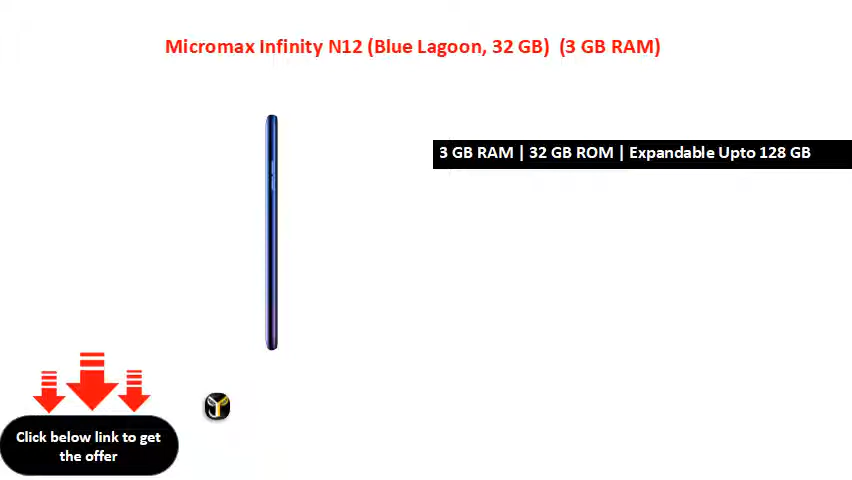 Micromax Infinity N12 (Blue Lagoon, 32 GB) (3 GB RAM)
3 GB RAM | 32 GB ROM | Expandable Upto 128 GB
Click below link to get
the offer